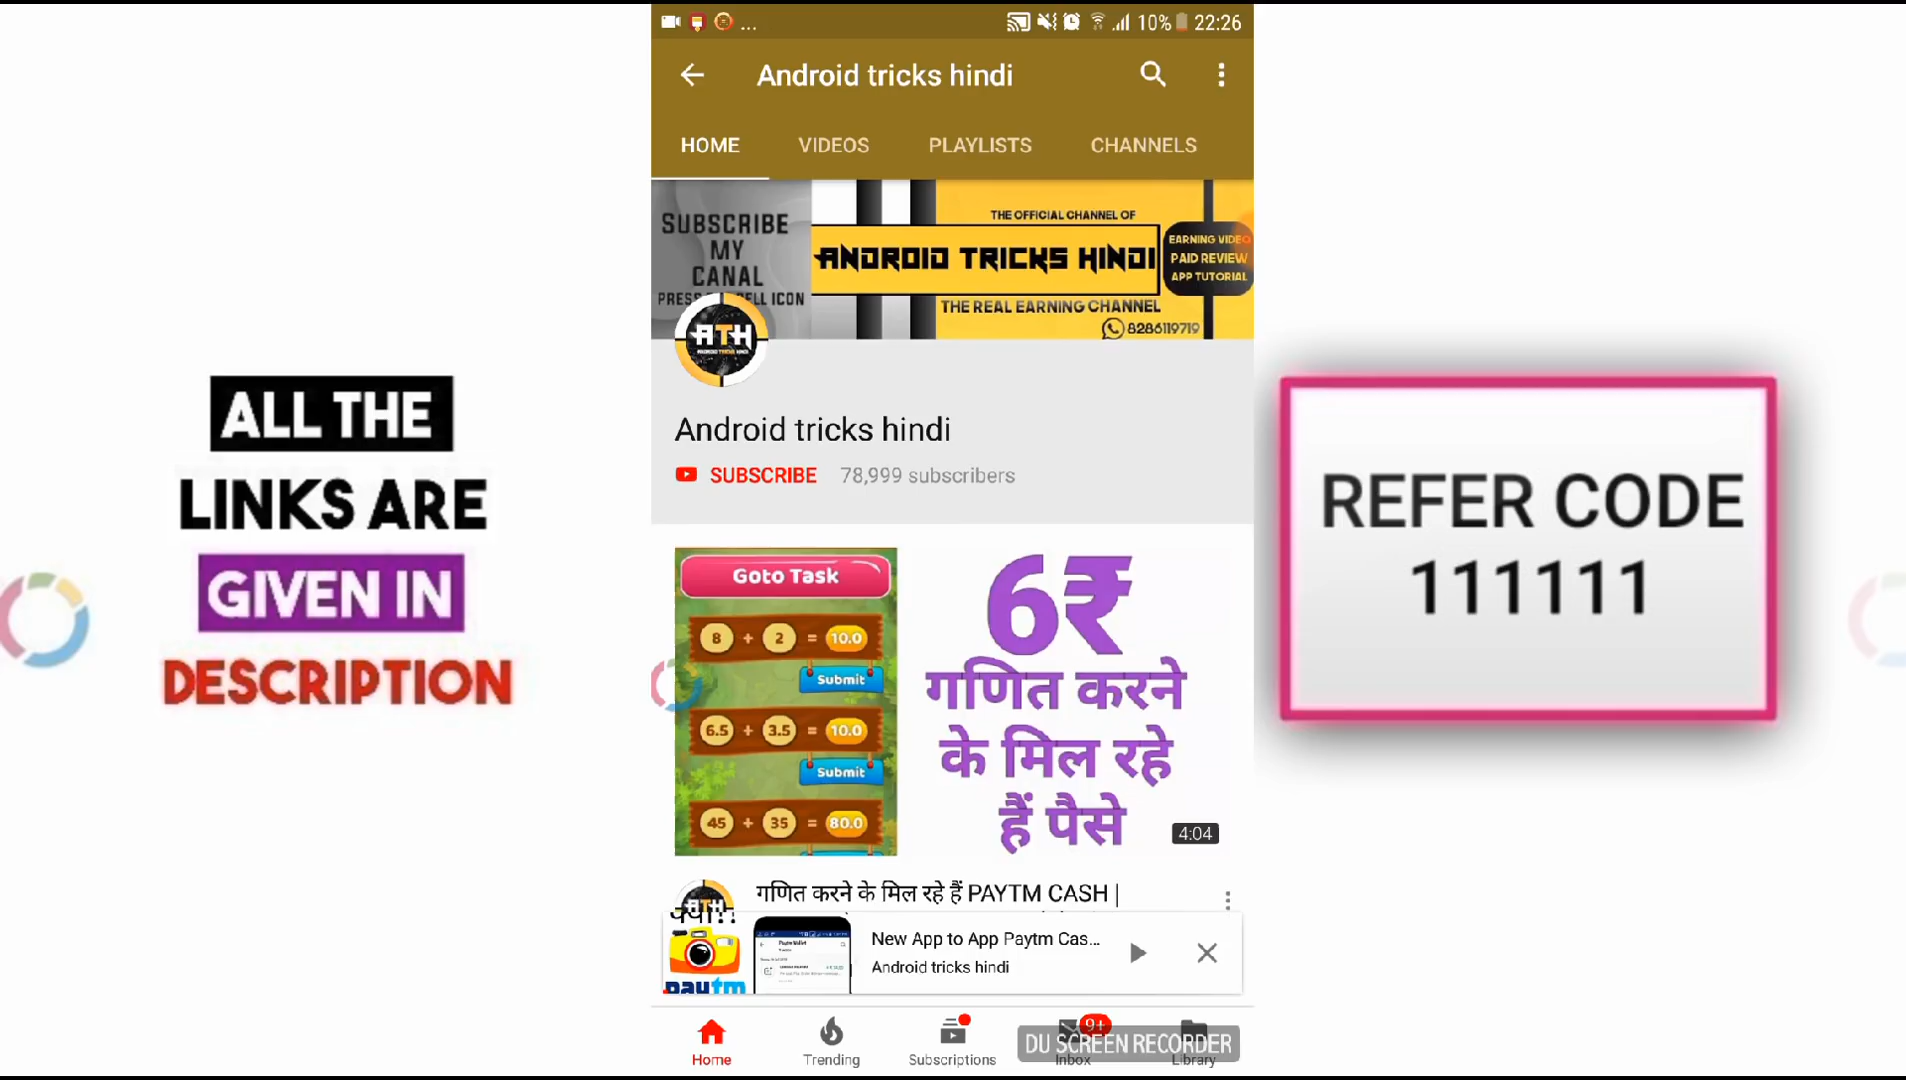 10% 22:26
Android tricks hindi
HOME VIDEOS PLAYLISTS CHANNELS
SUBSCRIBE
MY
CANAL
THE OFFICIAL CHANNEL OF
ANDROID TRICKS HINDI
THE REAL EARNING CHANNEL
8286119719
EARNING VIDEO
PAID REVIEW
APP TUTORIAL
ATH
Android tricks hindi
SUBSCRIBE 78,999 subscribers
ALL THE
LINKS ARE
GIVEN IN
DESCRIPTION
REFER CODE
111111
Goto Task
8 + 2 = 10.0
Submit
6.5 + 3.5 = 10.0
Submit
45 + 35 = 80.0
6₹
गणित करने
के मिल रहे
हैं पैसे
4:04
गणित करने के मिल रहे हैं PAYTM CASH |
New App to App Paytm Cas...
Android tricks hindi
paytm
9+
DU SCREEN RECORDER
Home Trending Subscriptions Inbox Library